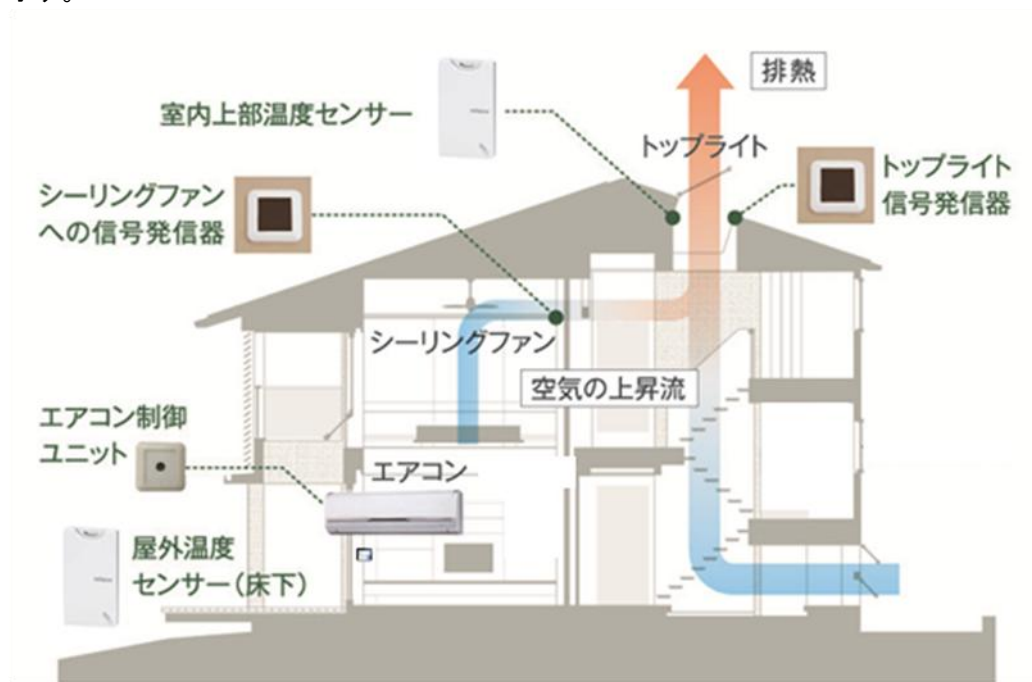 ます。
排熱
室内上部温度センサー
トップライト
トップライト
信号発信器
シーリングファン
への信号発信器
シーリングファン
空気の上昇流
エアコン制御
ユニット
エアコン
屋外温度
センサー（床下）